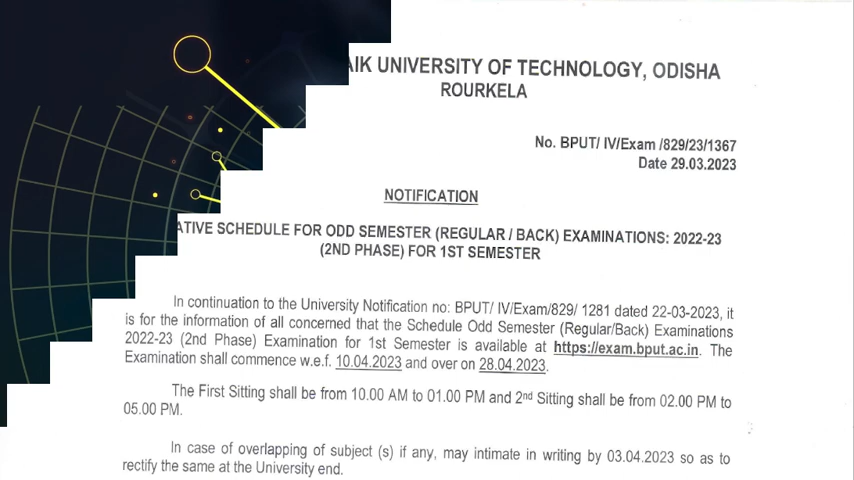 AIK UNIVERSITY OF TECHNOLOGY, ODISHA
ROURKELA
No. BPUT/ IV/Exam /829/23/1367
Date 29.03.2023
NOTIFICATION
ATIVE SCHEDULE FOR ODD SEMESTER (REGULAR / BACK) EXAMINATIONS: 2022-23
(2ND PHASE) FOR 1ST SEMESTER
In continuation to the University Notification no: BPUT/ IV/Exam/829/ 1281 dated 22-03-2023, it
is for the information of all concerned that the Schedule Odd Semester (Regular/Back) Examinations
2022-23 (2nd Phase) Examination for 1st Semester is available at https://exam.bput.ac.in. The
Examination shall commence w.e.f. 10.04.2023 and over on 28.04.2023.
The First Sitting shall be from 10.00 AM to 01.00 PM and 2nd Sitting shall be from 02.00 PM to
05.00 PM.
In case of overlapping of subject (s) if any, may intimate in writing by 03.04.2023 so as to
rectify the same at the University end.